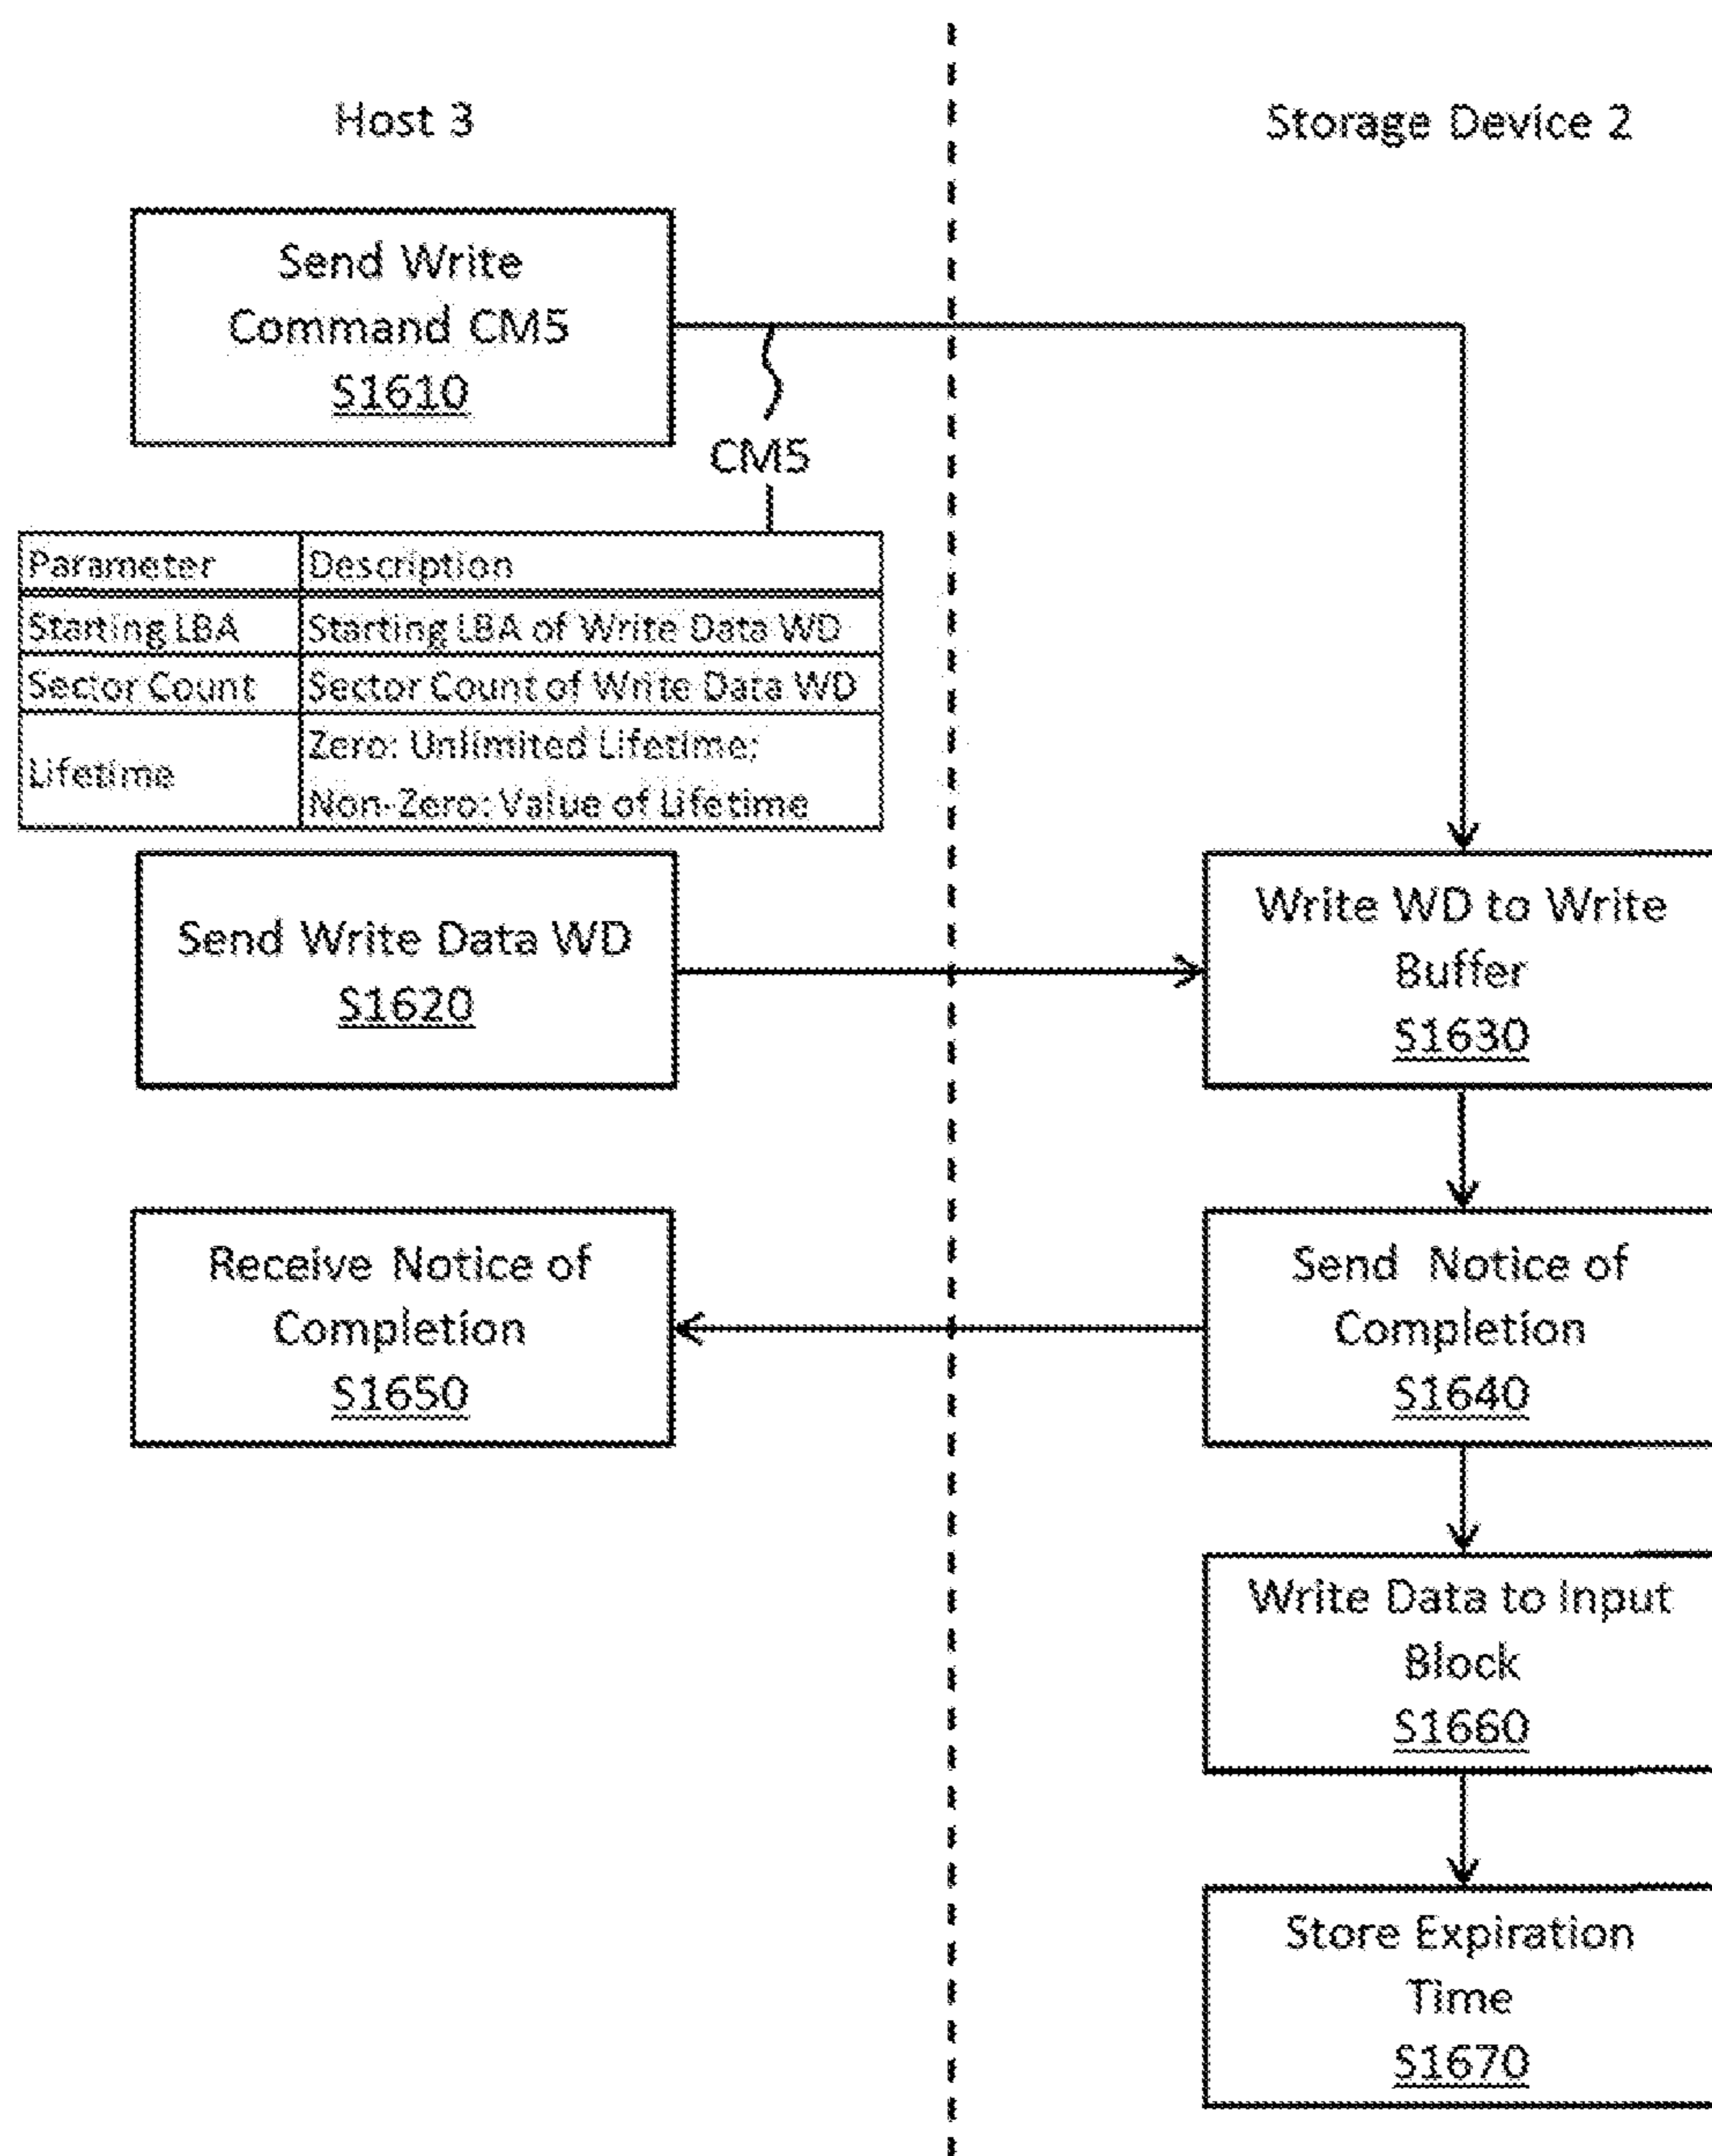 Host 3
Storage Device 2
Send Write
Command CM5
S1610
CM5
Parameter Description
Starting LBA Starting LBA of Write Data WD
Sector Count Sector Count of Write Data WD
Lifetime Zero: Unlimited Lifetime;
Non-Zero: Value of Lifetime
Send Write Data WD
S1620
Write WD to Write
Buffer
S1630
Receive Notice of
Completion
S1650
Send Notice of
Completion
S1640
Write Data to Input
Block
S1660
Store Expiration
Time
S1670